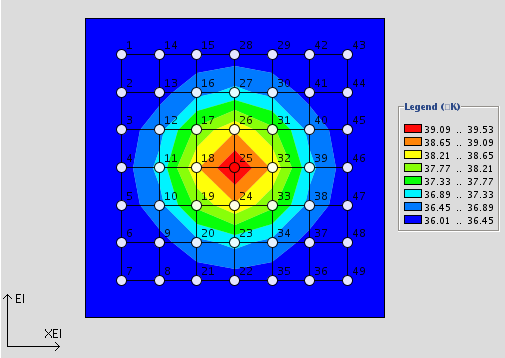 1 14 15 28 29 42 43
2 13 16 27 30 41 44
3 12 17 26 31 40 45
4 11 18 25 32 39 46
5 10 19 24 33 38 47
6 9 20 23 34 37 48
7 8 21 22 35 36 49
EI
XEI
Legend (□K)
39.09 .. 39.53
38.65 .. 39.09
38.21 .. 38.65
37.77 .. 38.21
37.33 .. 37.77
36.89 .. 37.33
36.45 .. 36.89
36.01 .. 36.45